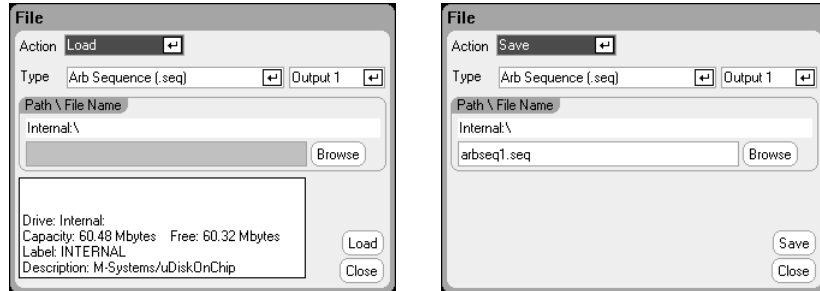 File
Action Load
Type Arb Sequence (.seq) Output 1
Path \ File Name
Internal:\
Browse
Drive: Internal:
Capacity: 60.48 Mbytes Free: 60.32 Mbytes
Label: INTERNAL
Description: M-Systems/uDiskOnChip
Load
Close
File
Action Save
Type Arb Sequence (.seq) Output 1
Path \ File Name
Internal:\
arbseq1.seq Browse
Save
Close